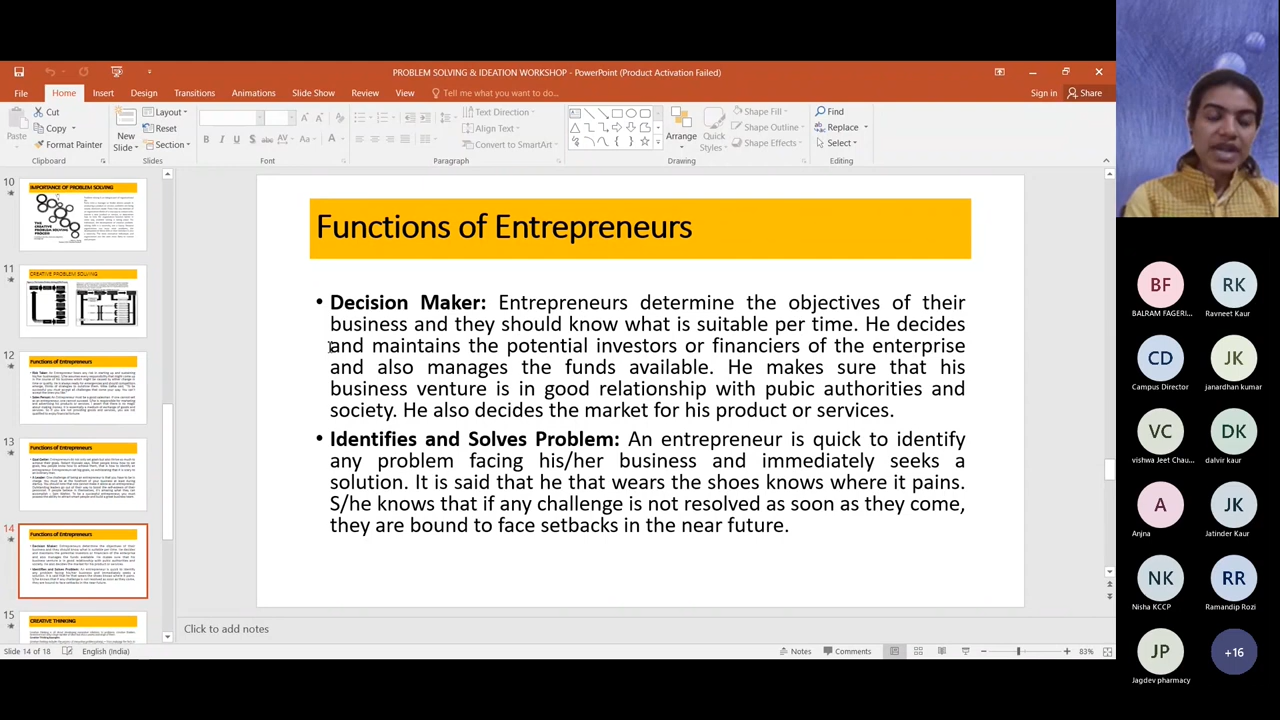 PROBLEM SOLVING & IDEATION WORKSHOP - PowerPoint (Product Activation Failed)
File Home Insert Design Transitions Animations Slide Show Review View Tell me what you want to do... Sign in Share
Paste Cut Copy Format Painter Clipboard
New Slide Layout Reset Section Slides
Font
Text Direction Align Text Convert to SmartArt Paragraph
Arrange Quick Styles Shape Fill Shape Outline Shape Effects Drawing
Find Replace Select Editing
10
IMPORTANCE OF PROBLEM SOLVING
11
CREATIVE PROBLEM SOLVING
12
Functions of Entrepreneurs
13
Functions of Entrepreneurs
14
Functions of Entrepreneurs
15
CREATIVE THINKING
Functions of Entrepreneurs
• Decision Maker: Entrepreneurs determine the objectives of their
business and they should know what is suitable per time. He decides
and maintains the potential investors or financiers of the enterprise
and also manages the funds available. He makes sure that his
business venture is in good relationship with public authorities and
society. He also decides the market for his product or services.
• Identifies and Solves Problem: An entrepreneur is quick to identify
any problem facing his/her business and immediately seeks a
solution. It is said that he that wears the shoes knows where it pains.
S/he knows that if any challenge is not resolved as soon as they come,
they are bound to face setbacks in the near future.
Click to add notes
Slide 14 of 18 English (India) Notes Comments 83%
BF RK
BALRAM FAGERI... Ravneet Kaur
CD JK
Campus Director janardhan kumar
VC DK
vishwa Jeet Chau... dalvir kaur
A JK
Anjna Jatinder Kaur
NK RR
Nisha KCCP Ramandip Rozi
JP +16
Jagdev pharmacy